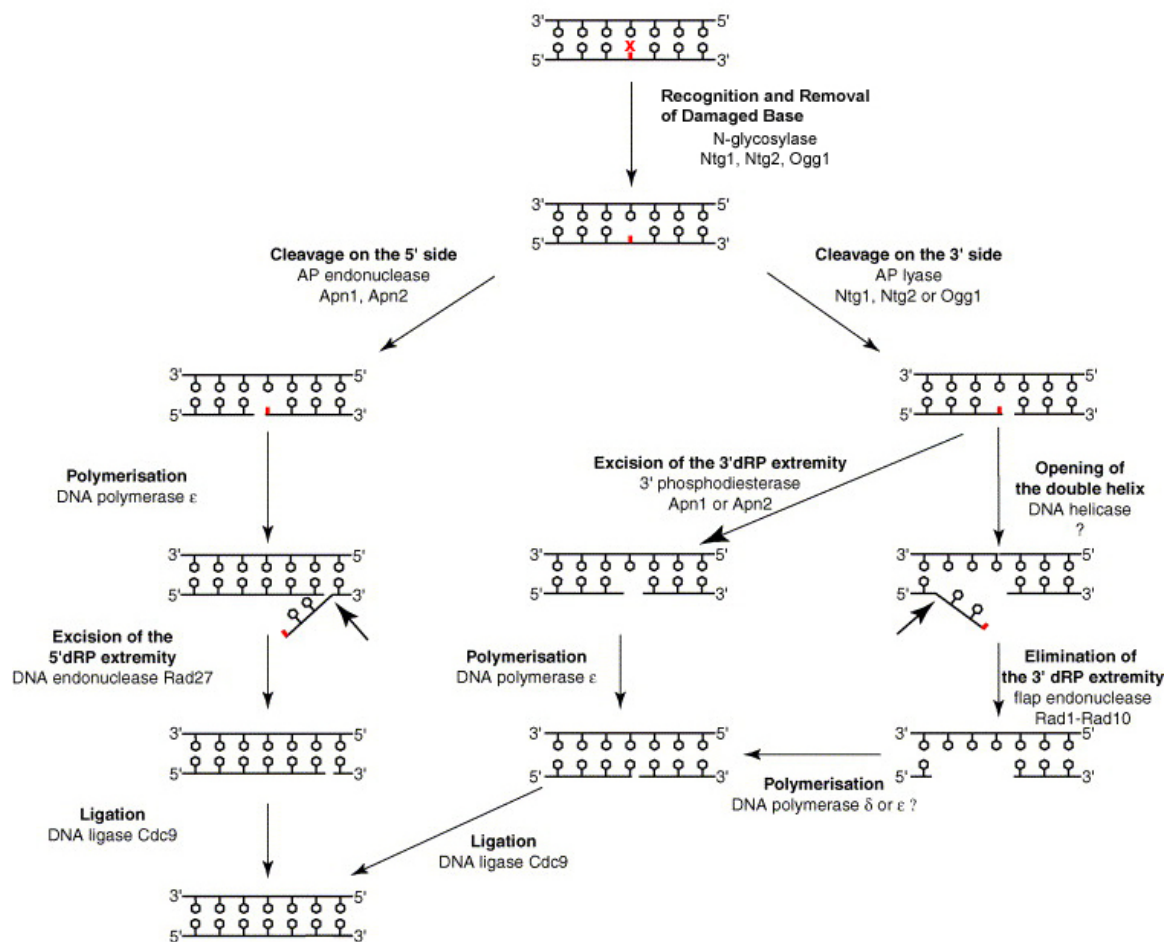 3' 5'
X
5' 3'
Recognition and Removal
of Damaged Base
N-glycosylase
Ntg1, Ntg2, Ogg1
3' 5'
5' 3'
Cleavage on the 5' side
AP endonuclease
Apn1, Apn2
Cleavage on the 3' side
AP lyase
Ntg1, Ntg2 or Ogg1
3' 5'
5' 3'
3' 5'
5' 3'
Polymerisation
DNA polymerase ε
Excision of the 3'dRP extremity
3' phosphodiesterase
Apn1 or Apn2
Opening of
the double helix
DNA helicase
?
3' 5'
5' 3'
3' 5'
5' 3'
3' 5'
5' 3'
Excision of the
5'dRP extremity
DNA endonuclease Rad27
Polymerisation
DNA polymerase ε
Elimination of
the 3' dRP extremity
flap endonuclease
Rad1-Rad10
3' 5'
5' 3'
3' 5'
5' 3'
3' 5'
5' 3'
Polymerisation
DNA polymerase δ or ε ?
Ligation
DNA ligase Cdc9
Ligation
DNA ligase Cdc9
3' 5'
5' 3'